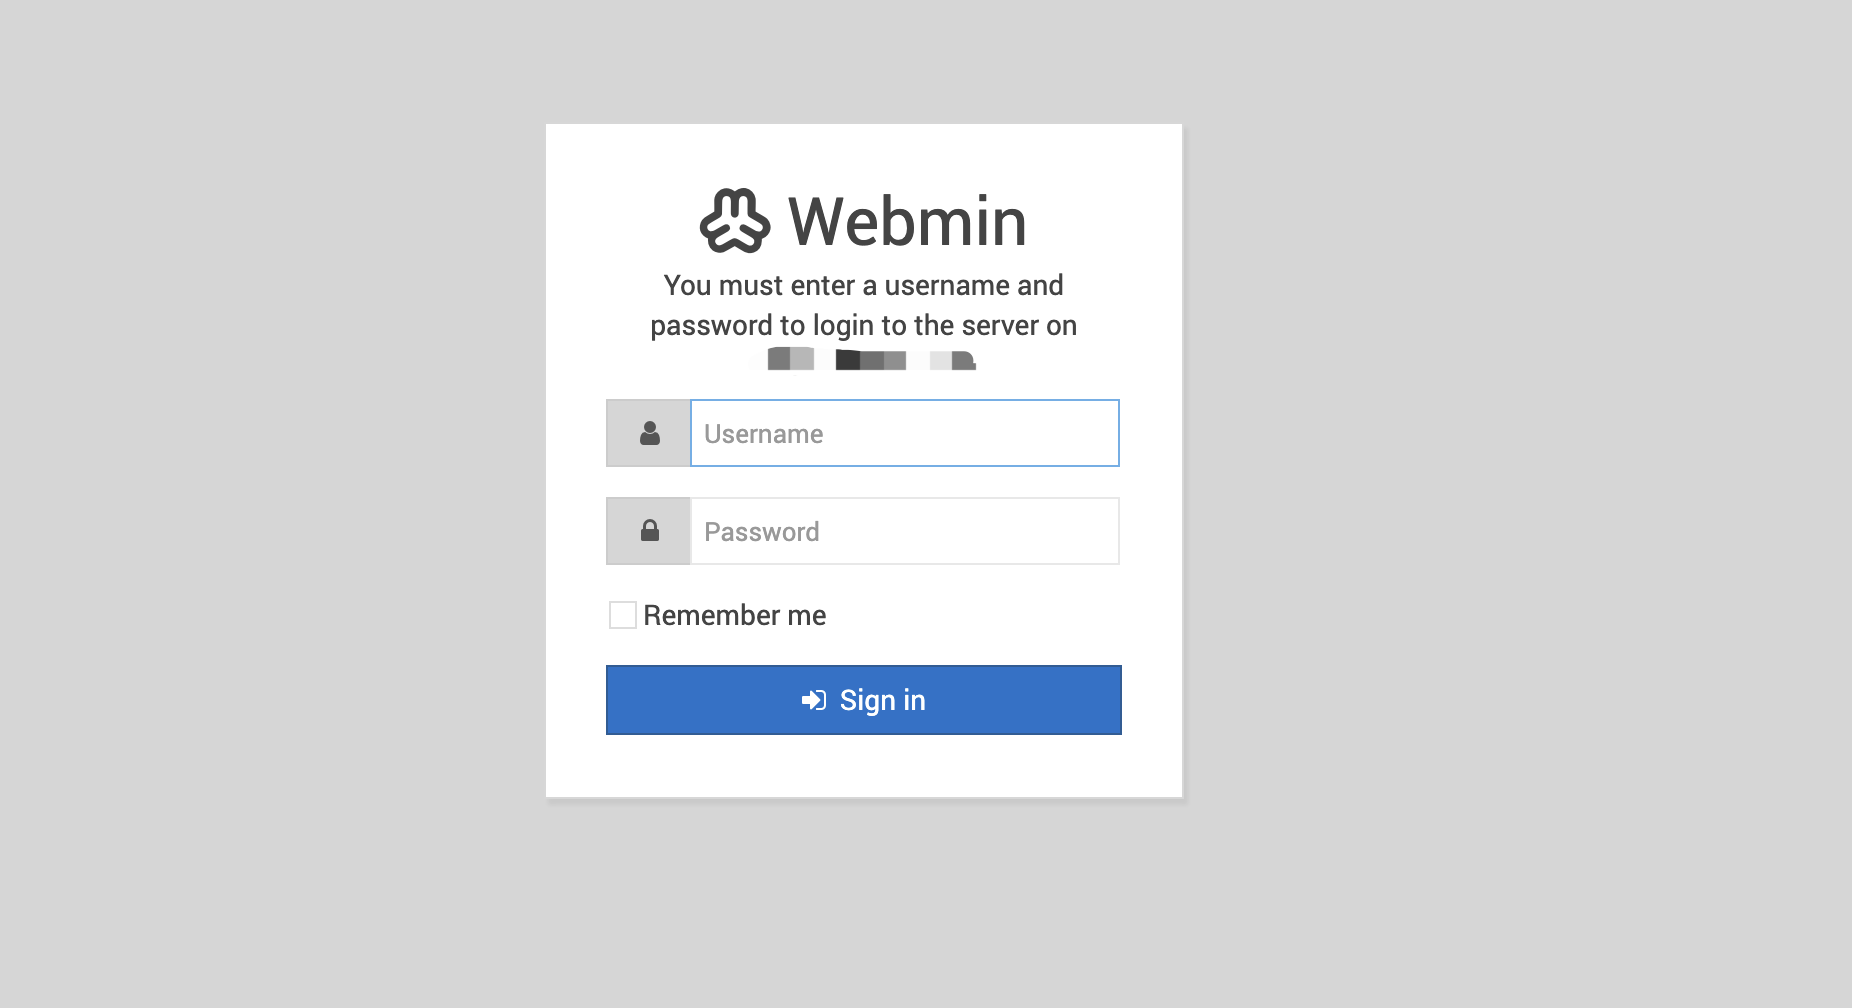 Webmin
You must enter a username and
password to login to the server on
Username
Password
Remember me
Sign in